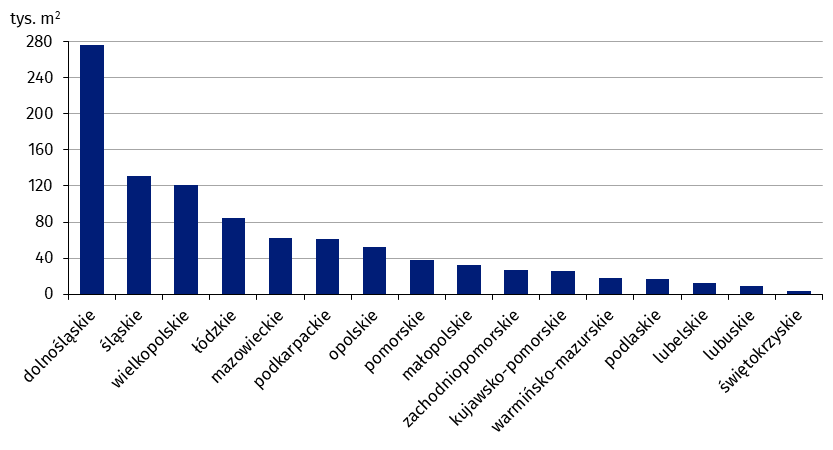 tys. m²
280
240
200
160
120
80
40
0
dolnośląskie
śląskie
wielkopolskie
łódzkie
mazowieckie
podkarpackie
opolskie
pomorskie
małopolskie
zachodniopomorskie
kujawsko-pomorskie
warmińsko-mazurskie
podlaskie
lubelskie
lubuskie
świętokrzyskie